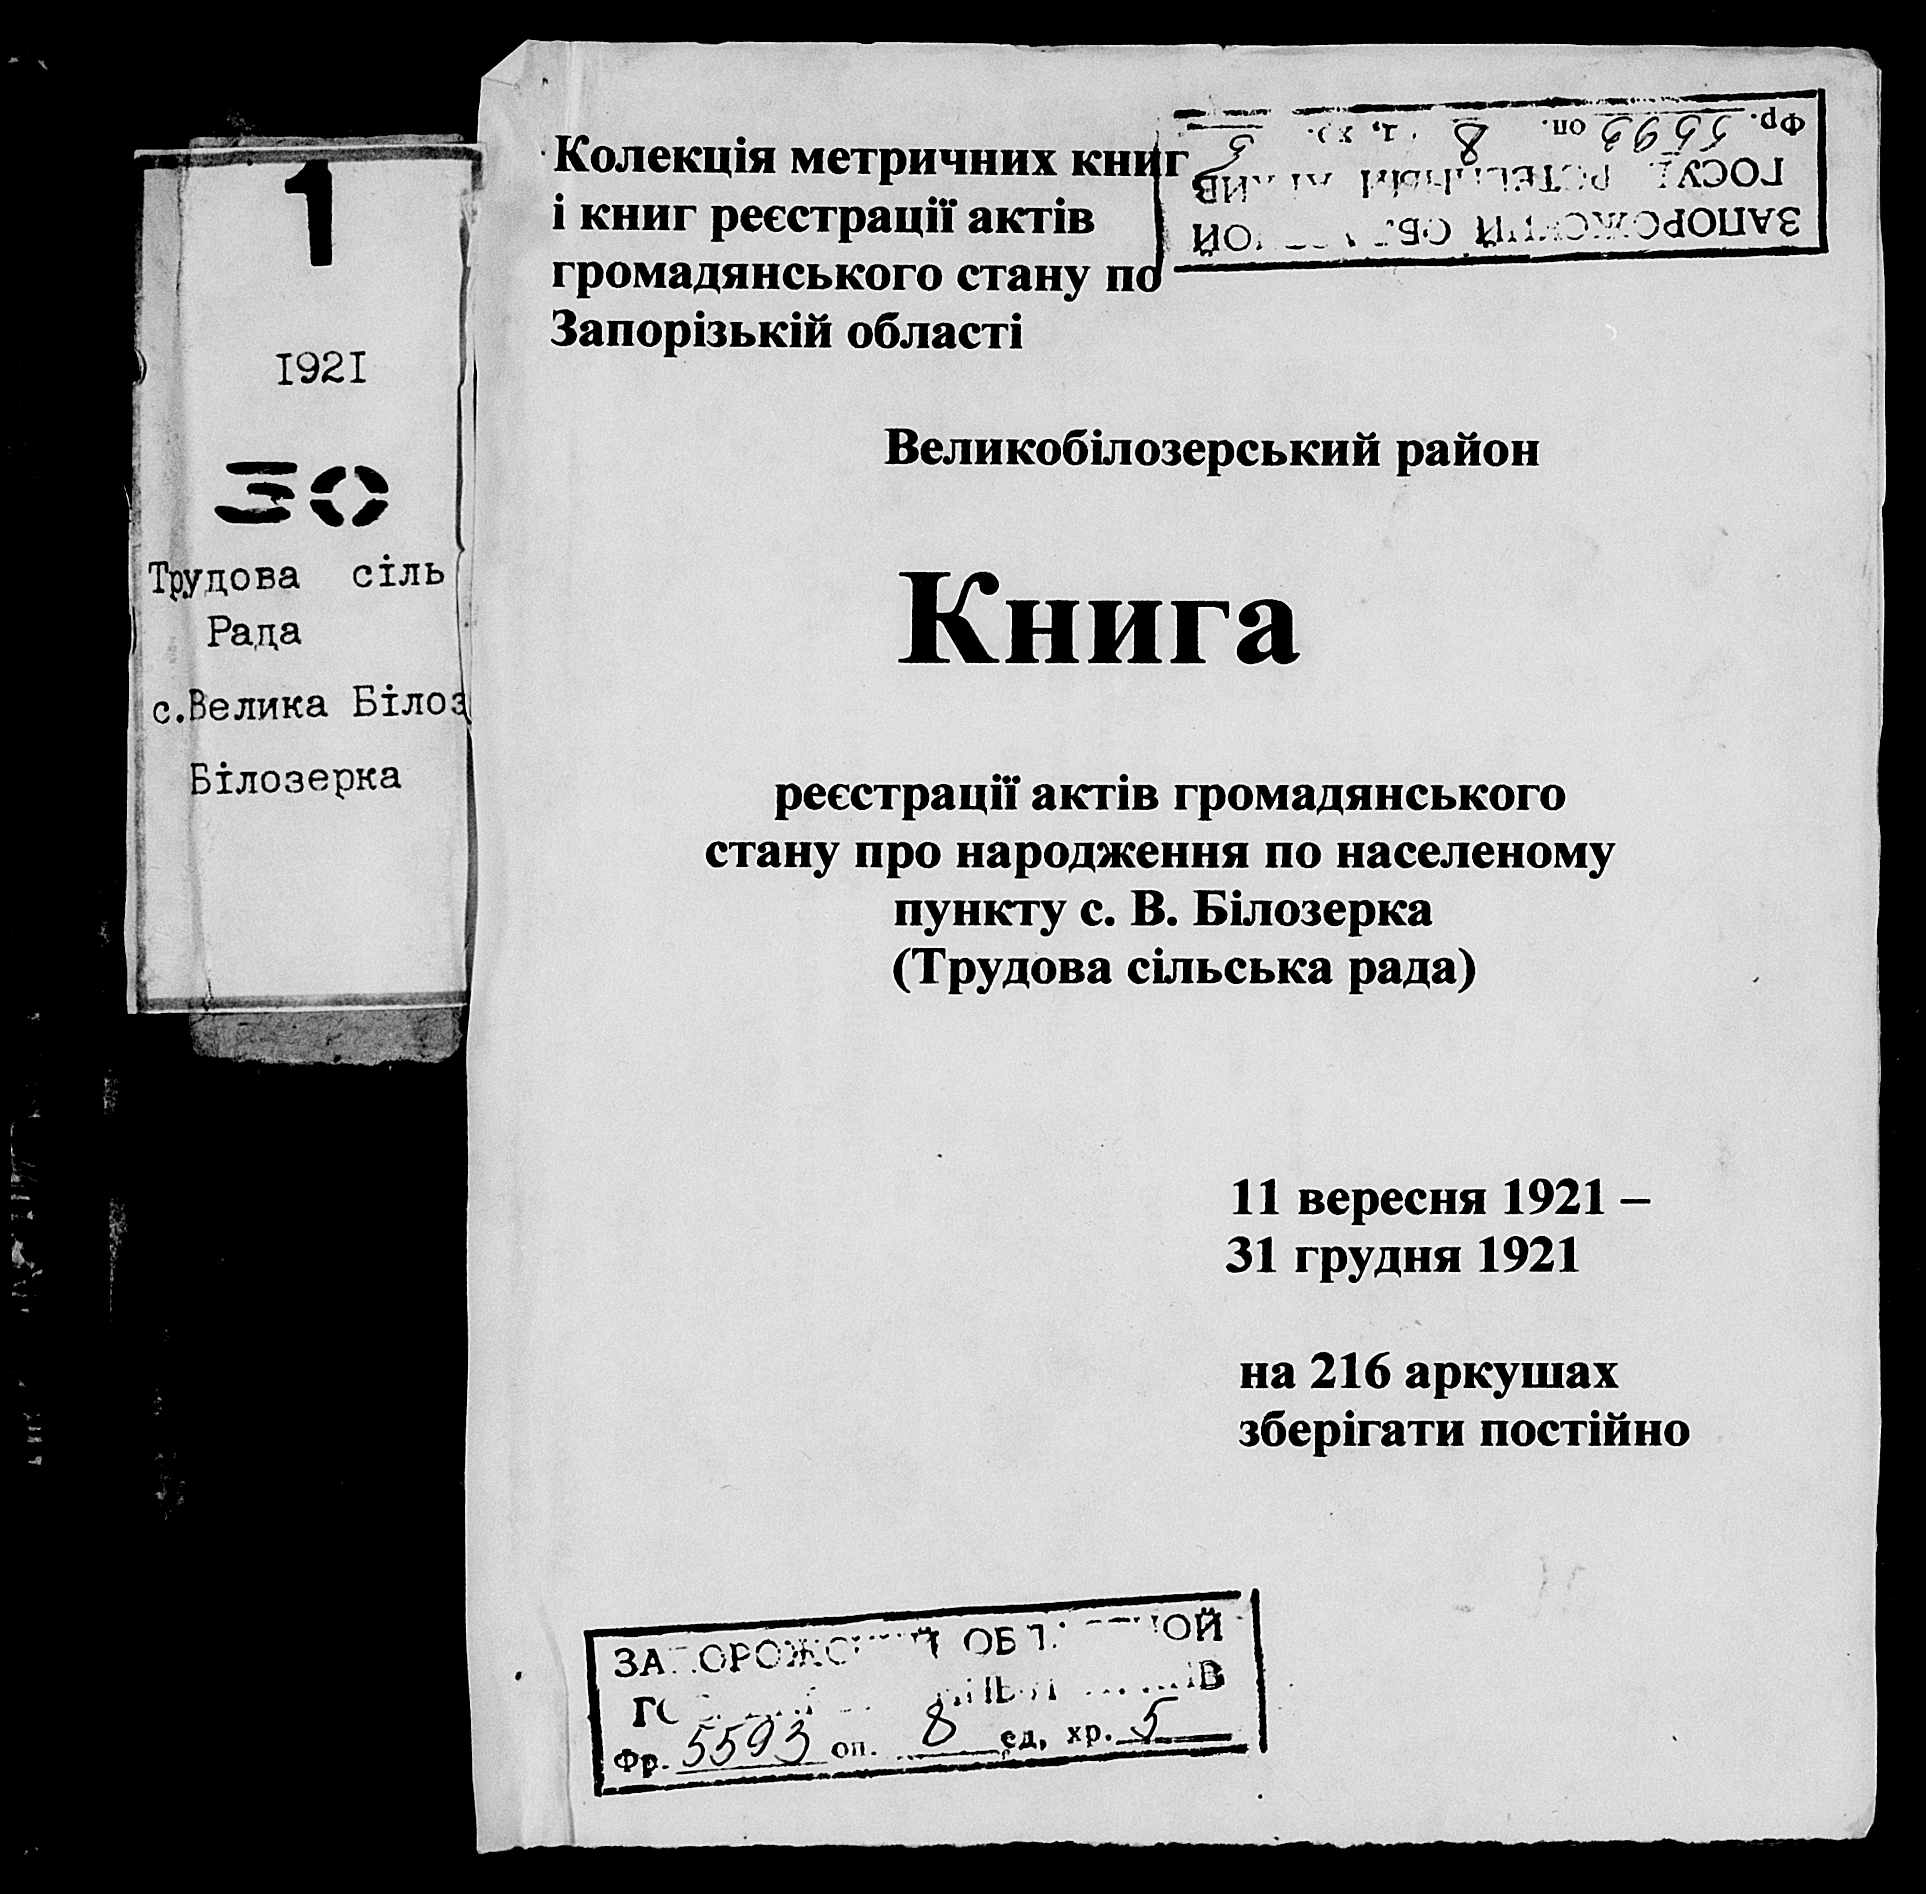 1
1921
30
Трудова сіль
Рада
с.Велика Білоз
Білозерка
Колекція метричних книг
і книг реєстрації актів
громадянського стану по
Запорізькій області
Фр. 5593 оп. 8
Великобілозерський район
Книга
реєстрації актів громадянського
стану про народження по населеному
пункту с. В. Білозерка
(Трудова сільська рада)
11 вересня 1921 –
31 грудня 1921
на 216 аркушах
зберігати постійно
Фр. 5593 оп. 8 ед, хр. 5